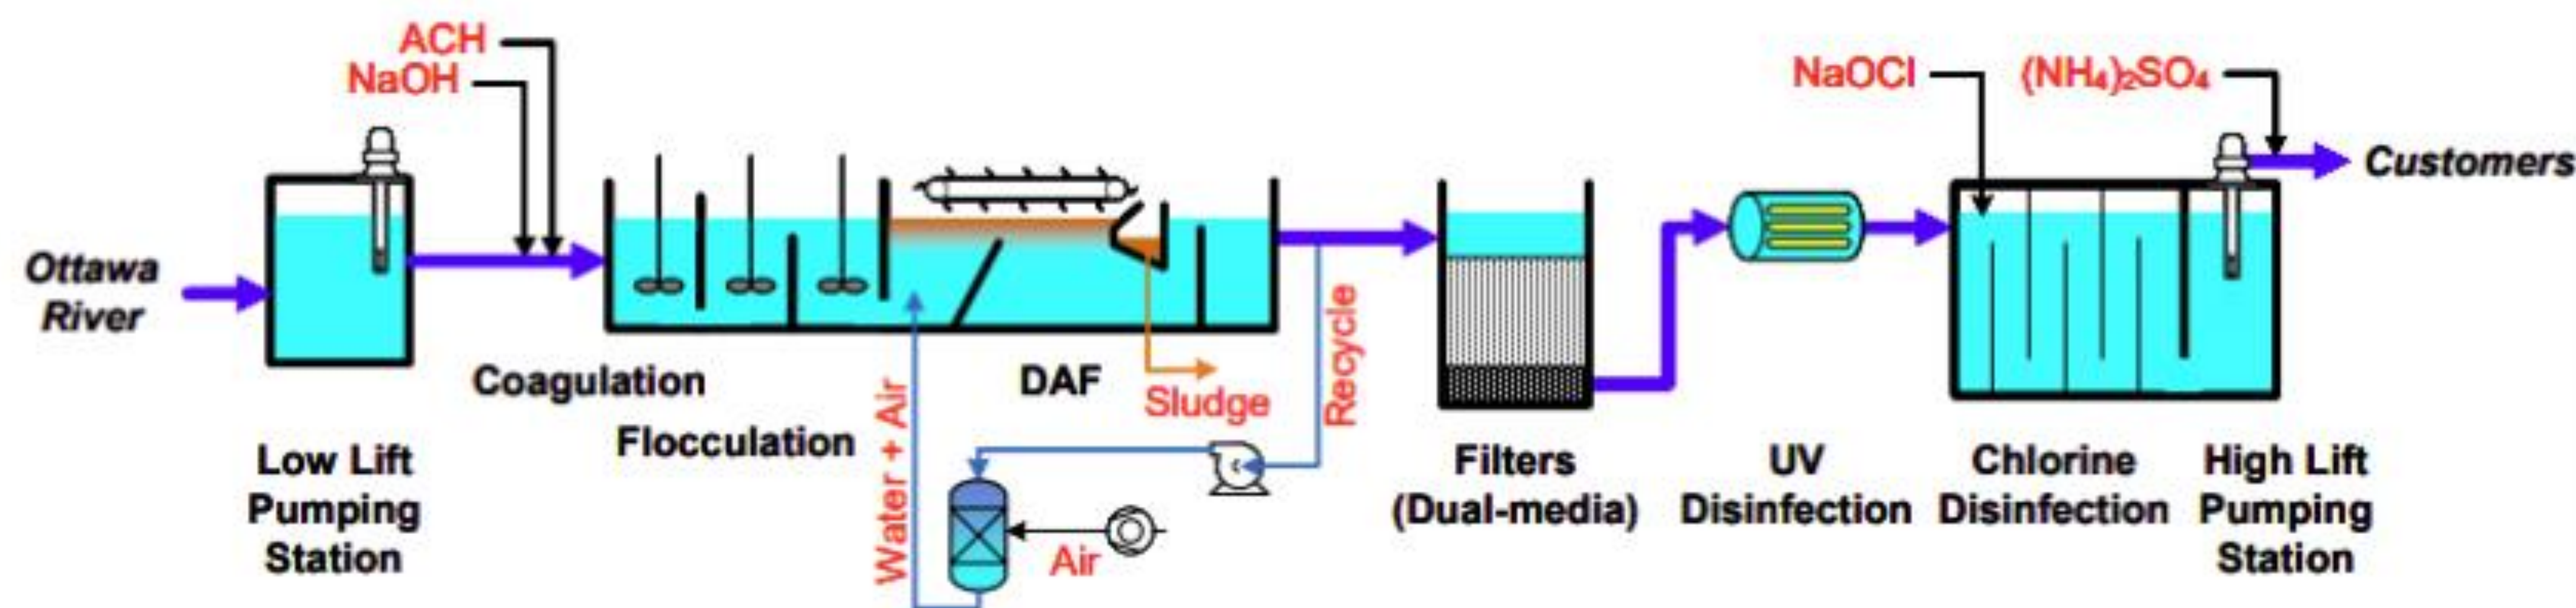 ACH
NaOH
NaOCl
(NH₄)₂SO₄
Customers
Ottawa
River
Recycle
Coagulation
DAF
Sludge
Flocculation
Water + Air
Air
Low Lift
Pumping
Station
Filters
(Dual-media)
UV
Disinfection
Chlorine
Disinfection
High Lift
Pumping
Station